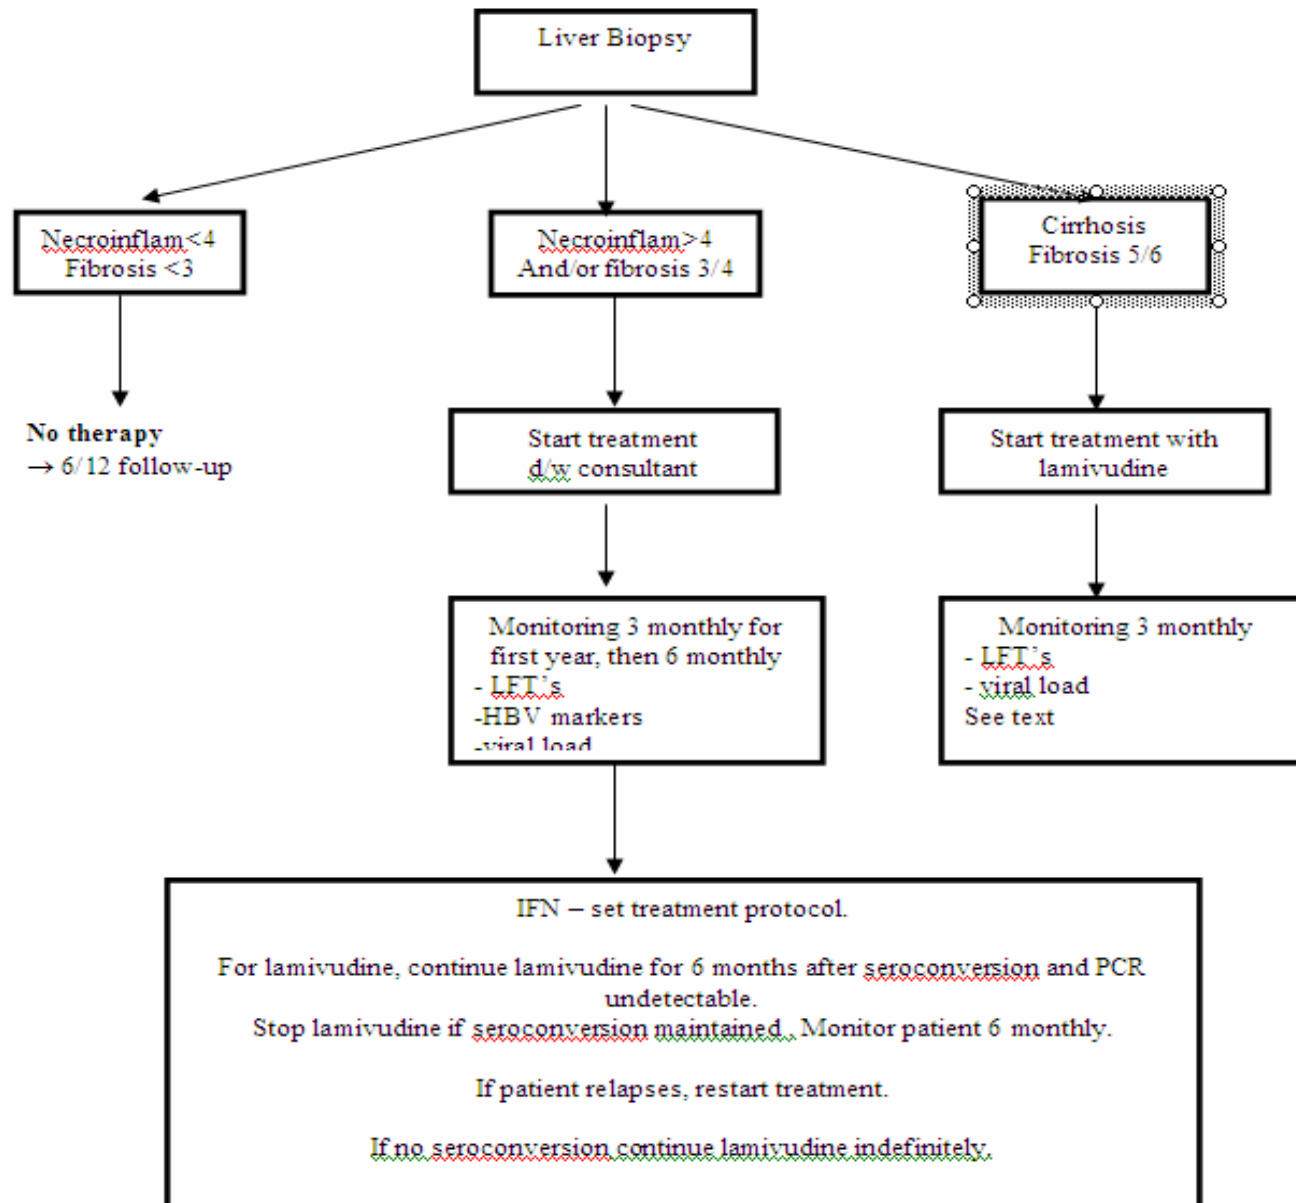 Liver Biopsy
Necroinflam<4
Fibrosis <3
Necroinflam>4
And/or fibrosis 3/4
Cirrhosis
Fibrosis 5/6
No therapy
→ 6/12 follow-up
Start treatment
d/w consultant
Start treatment with
lamivudine
Monitoring 3 monthly for
first year, then 6 monthly
- LFT's
-HBV markers
-viral load
Monitoring 3 monthly
- LFT's
- viral load
See text
IFN – set treatment protocol.
For lamivudine, continue lamivudine for 6 months after seroconversion and PCR
undetectable.
Stop lamivudine if seroconversion maintained . Monitor patient 6 monthly.
If patient relapses, restart treatment.
If no seroconversion continue lamivudine indefinitely.